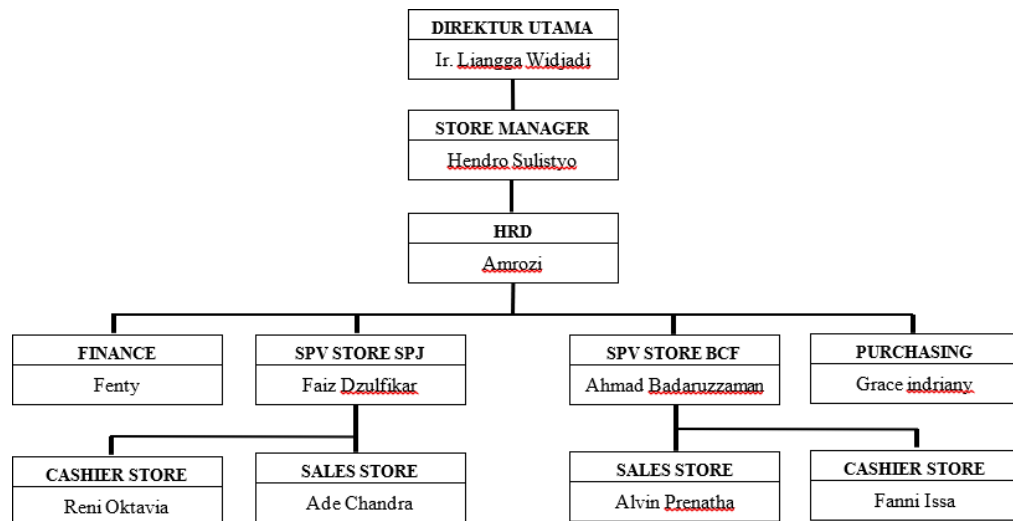 DIREKTUR UTAMA
Ir. Liangga Widjadi
STORE MANAGER
Hendro Sulistyo
HRD
Amrozi
FINANCE
Fenty
SPV STORE SPJ
Faiz Dzulfikar
SPV STORE BCF
Ahmad Badaruzzaman
PURCHASING
Grace indriany
CASHIER STORE
Reni Oktavia
SALES STORE
Ade Chandra
SALES STORE
Alvin Prenatha
CASHIER STORE
Fanni Issa